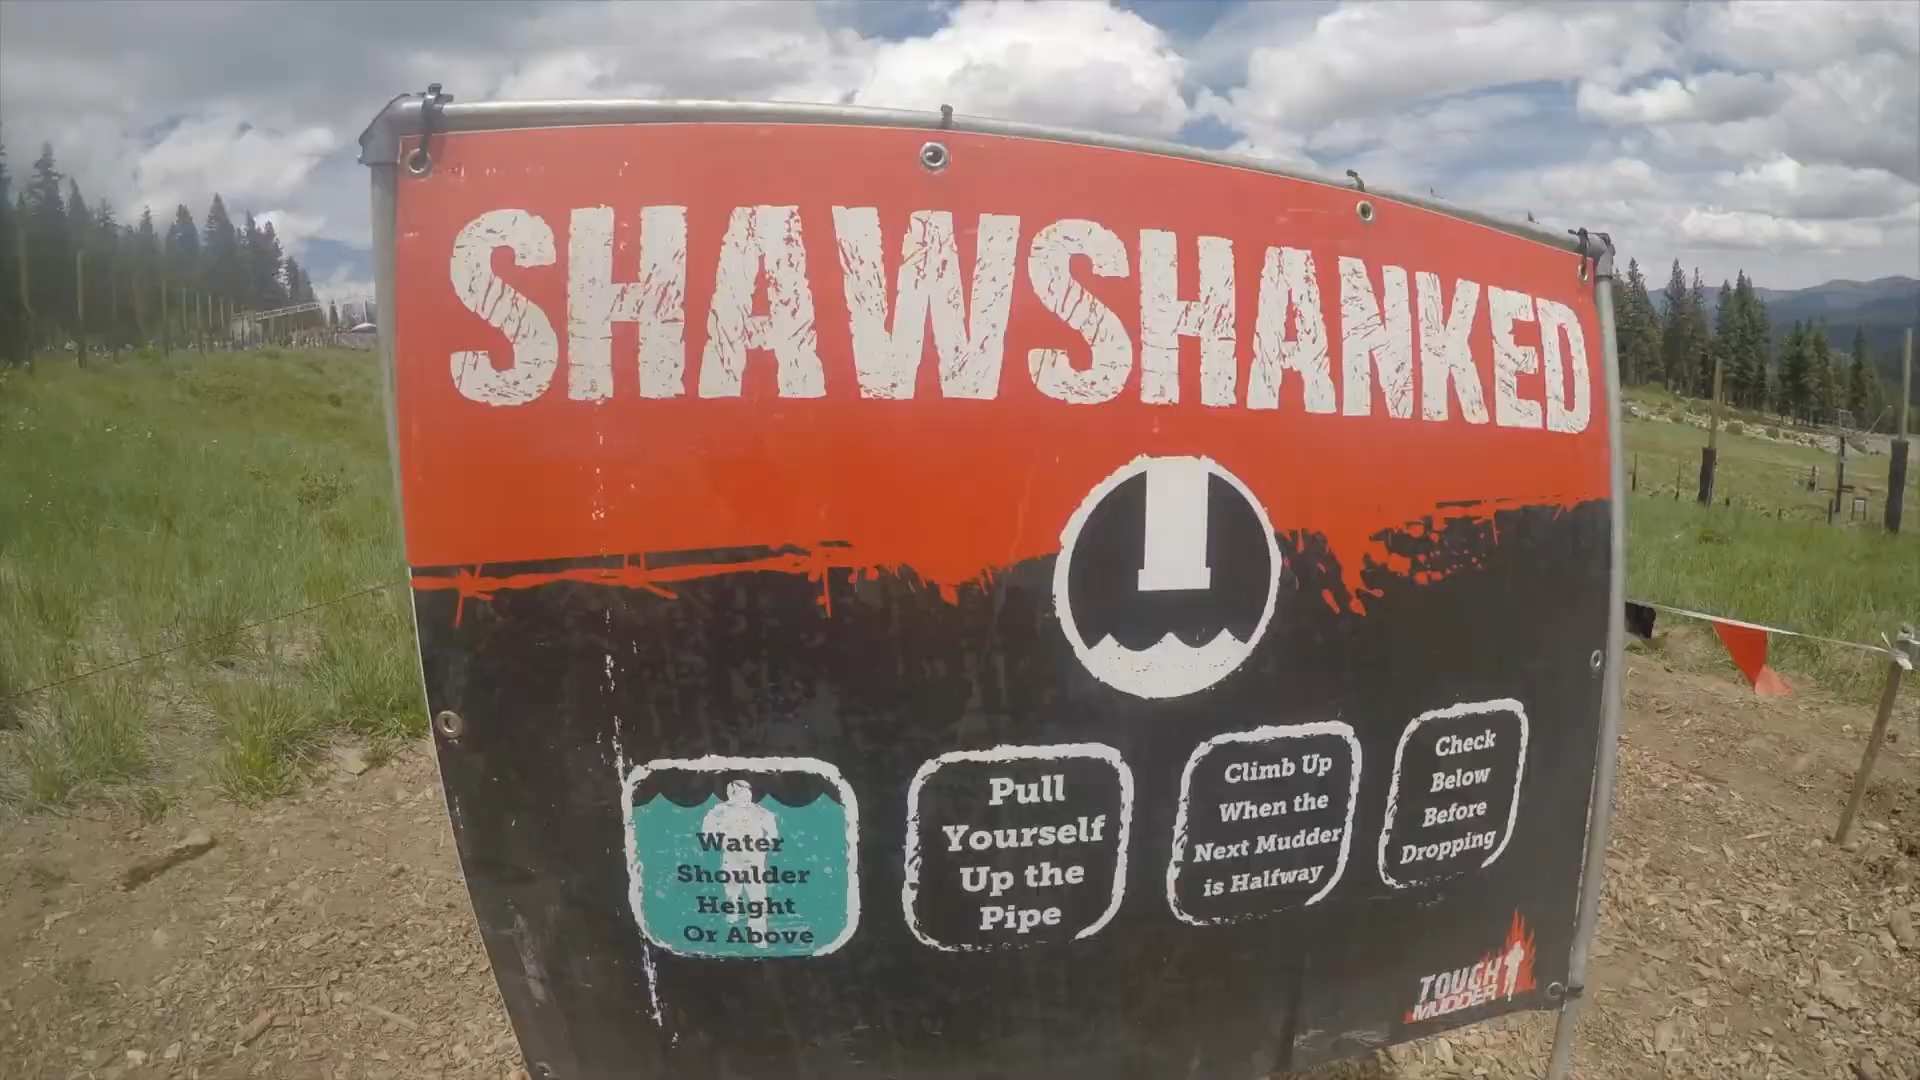 SHAWSHANKED
Water
Shoulder
Height
Or Above
Pull
Yourself
Up the
Pipe
Climb Up
When the
Next Mudder
is Halfway
Check
Below
Before
Dropping
TOUGH
MUDDER